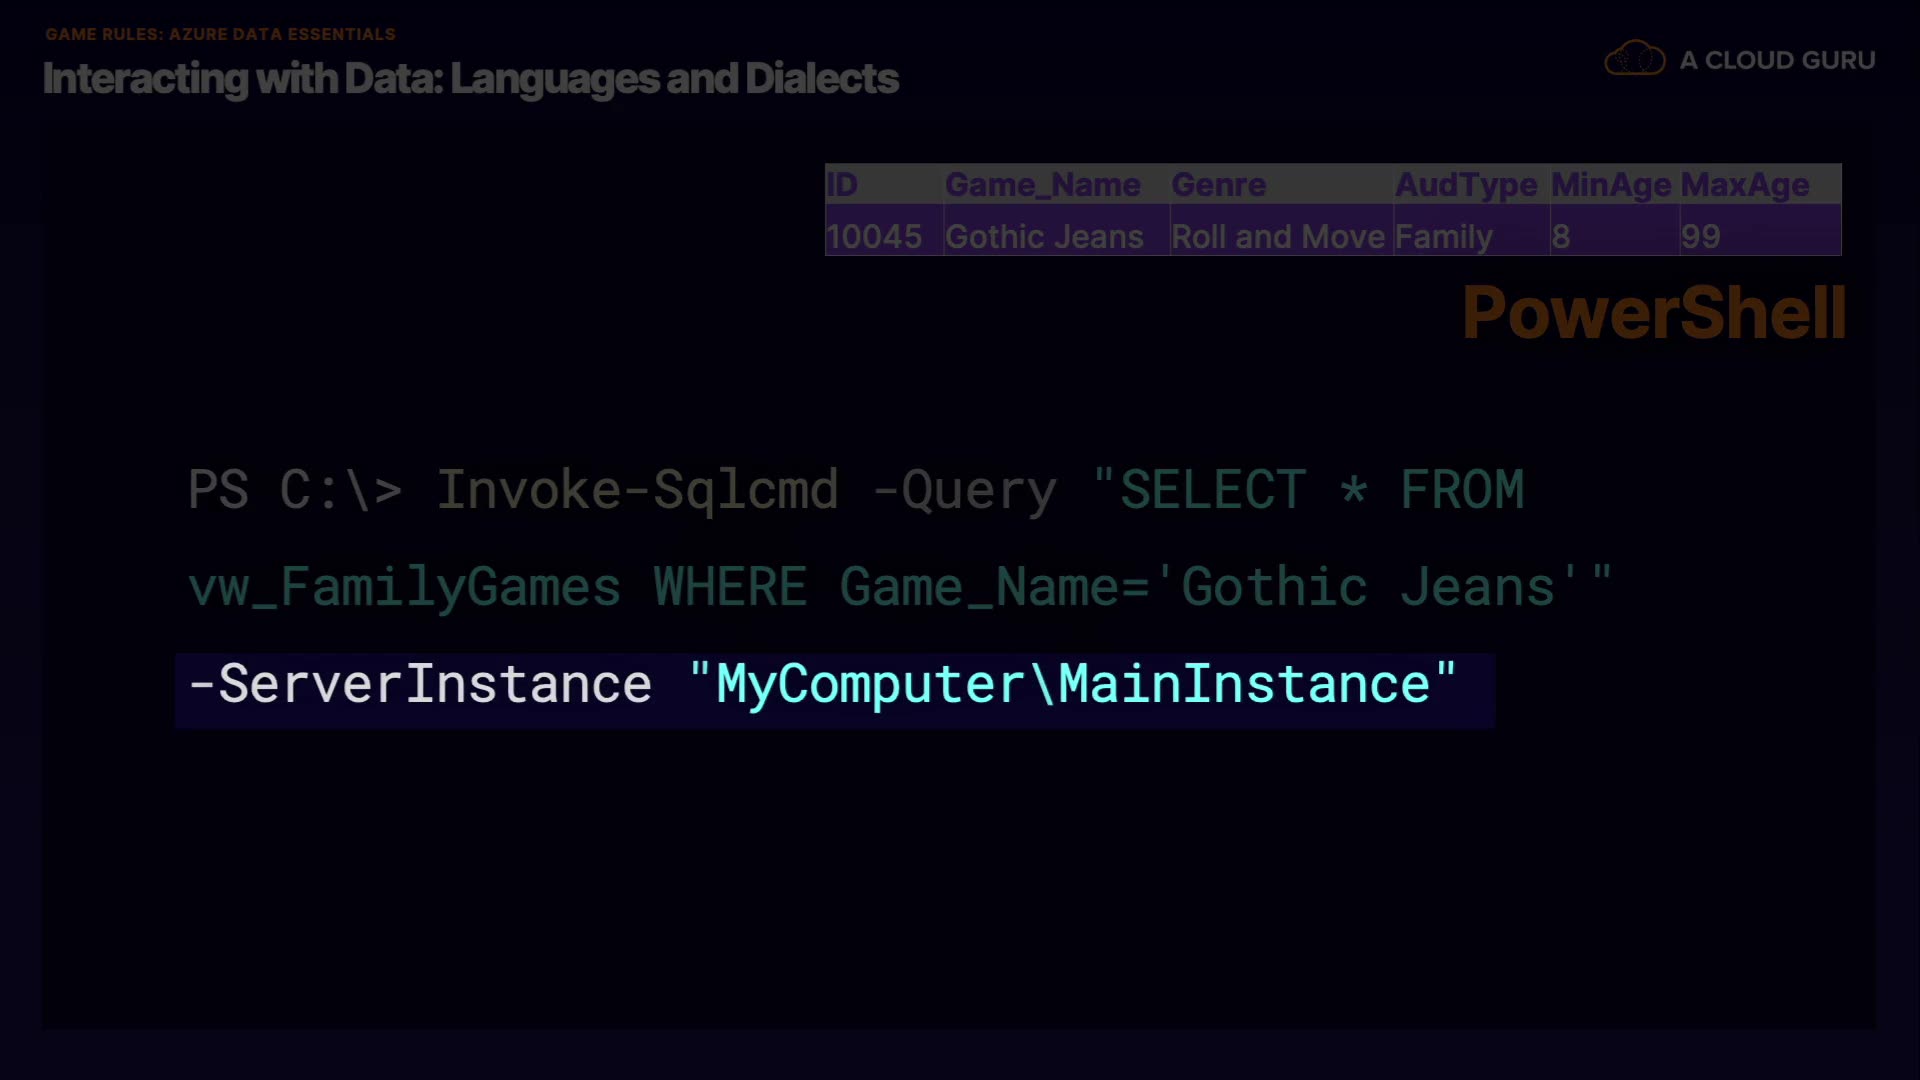 GAME RULES: AZURE DATA ESSENTIALS
Interacting with Data: Languages and Dialects
A CLOUD GURU
ID Game_Name Genre AudType MinAge MaxAge
10045 Gothic Jeans Roll and Move Family 8 99
PowerShell
PS C:\> Invoke-Sqlcmd -Query "SELECT * FROM
vw_FamilyGames WHERE Game_Name='Gothic Jeans'"
-ServerInstance "MyComputer\MainInstance"